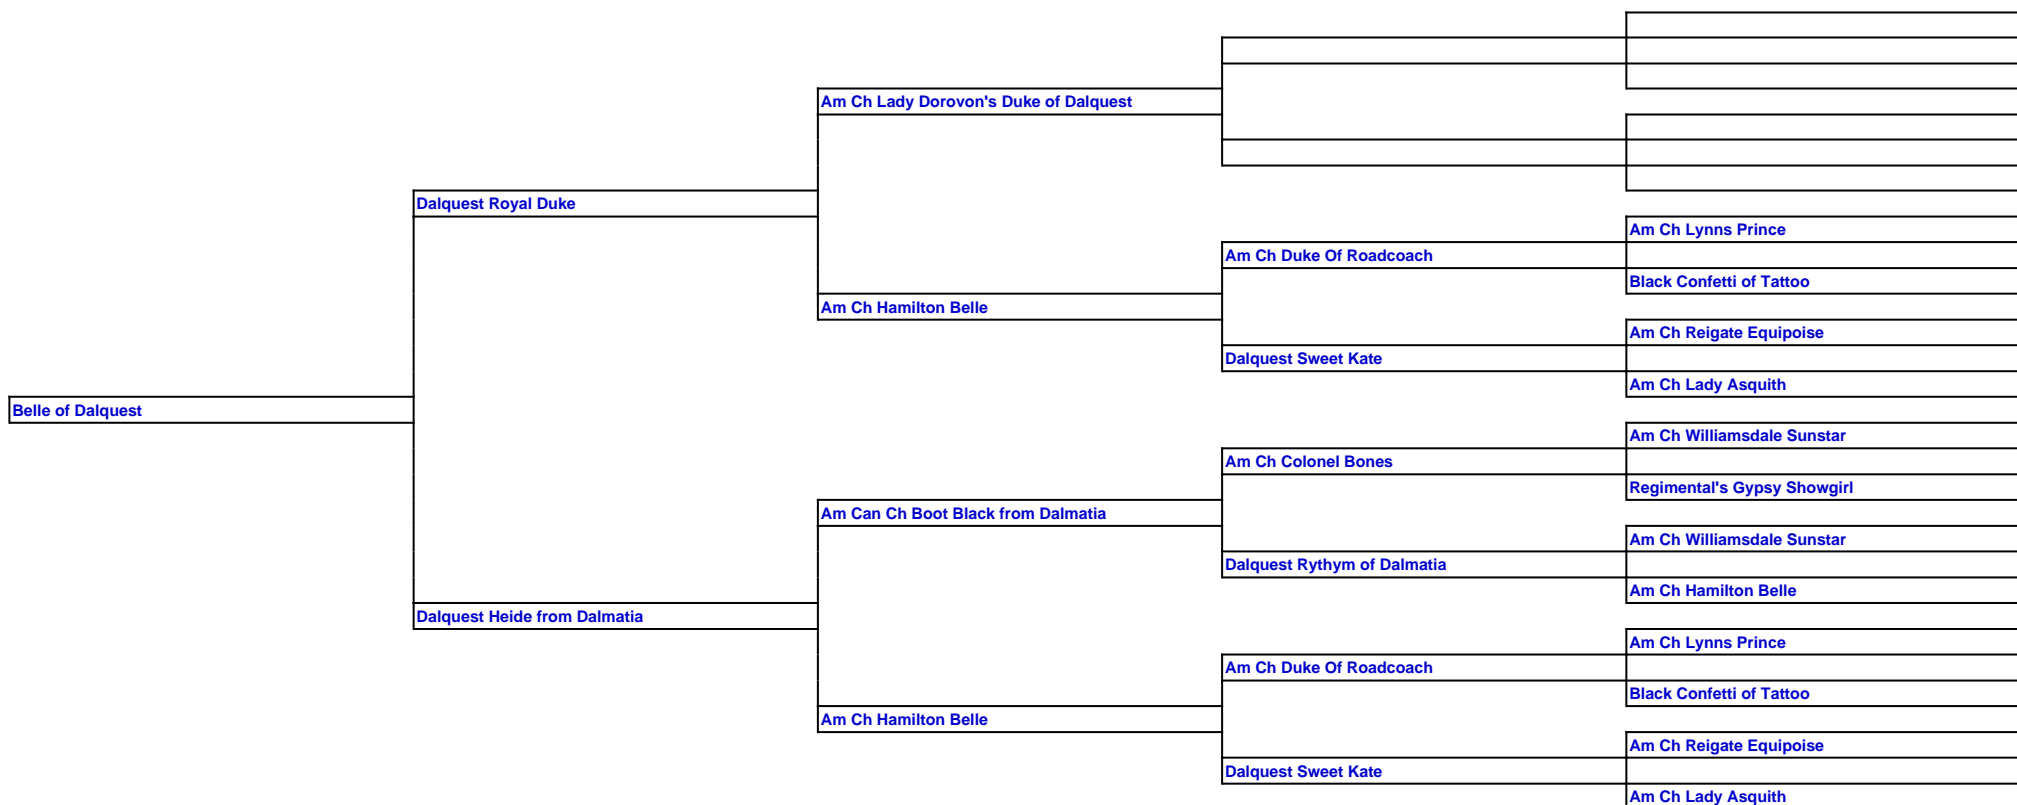 Am Ch Lady Dorovon's Duke of Dalquest
Dalquest Royal Duke
Am Ch Lynns Prince
Am Ch Duke Of Roadcoach
Black Confetti of Tattoo
Am Ch Hamilton Belle
Am Ch Reigate Equipoise
Dalquest Sweet Kate
Am Ch Lady Asquith
Belle of Dalquest
Am Ch Williamsdale Sunstar
Am Ch Colonel Bones
Regimental's Gypsy Showgirl
Am Can Ch Boot Black from Dalmatia
Am Ch Williamsdale Sunstar
Dalquest Rythym of Dalmatia
Am Ch Hamilton Belle
Dalquest Heide from Dalmatia
Am Ch Lynns Prince
Am Ch Duke Of Roadcoach
Black Confetti of Tattoo
Am Ch Hamilton Belle
Am Ch Reigate Equipoise
Dalquest Sweet Kate
Am Ch Lady Asquith